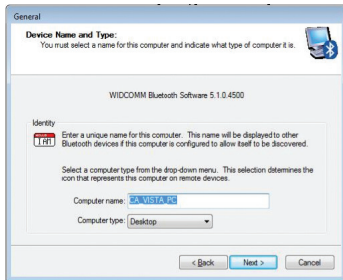 General
Device Name and Type:
You must select a name for this computer and indicate what type of computer it is.
WIDCOMM Bluetooth Software 5.1.0.4500
Identity
I AM
Enter a unique name for this computer. This name will be displayed to other
Bluetooth devices if this computer is configured to allow itself to be discovered.
Select a computer type from the drop-down menu. This selection determines the
icon that represents this computer on remote devices.
Computer name: CA_VISTA_PC
Computer type: Desktop
< Back Next > Cancel